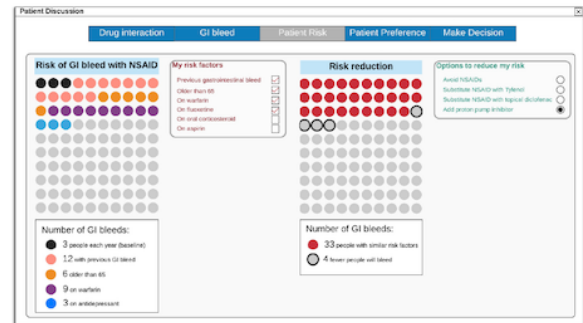 Patient Discussion
Drug interaction
GI bleed
Patient Risk
Patient Preference
Make Decision
Risk of GI bleed with NSAID
My risk factors
Previous gastrointestinal bleed
Older than 65
On warfarin
On fluoxetine
On oral corticosteroid
On aspirin
Number of GI bleeds:
3 people each year (baseline)
12 with previous GI bleed
6 older than 65
9 on warfarin
3 on antidepressant
Risk reduction
Number of GI bleeds:
33 people with similar risk factors
4 fewer people will bleed
Options to reduce my risk
Avoid NSAIDs
Substitute NSAID with Tylenol
Substitute NSAID with topical diclofenac
Add proton pump inhibitor